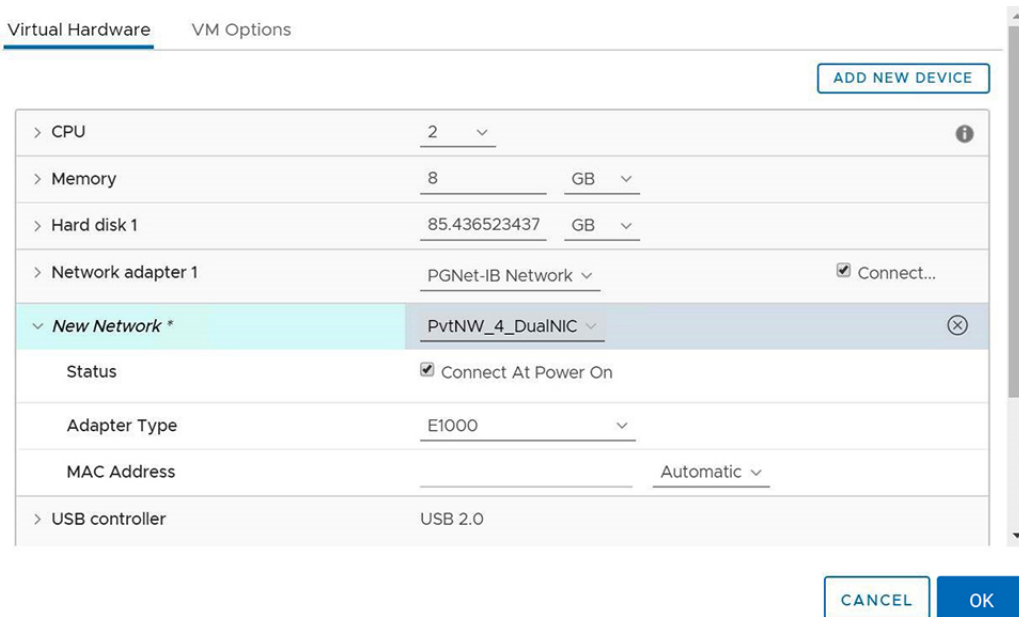 Virtual Hardware VM Options
ADD NEW DEVICE
CPU 2
Memory 8 GB
Hard disk 1 85.436523437 GB
Network adapter 1 PGNet-IB Network Connect...
New Network * PvtNW_4_DualNIC
Status Connect At Power On
Adapter Type E1000
MAC Address Automatic
USB controller USB 2.0
CANCEL OK